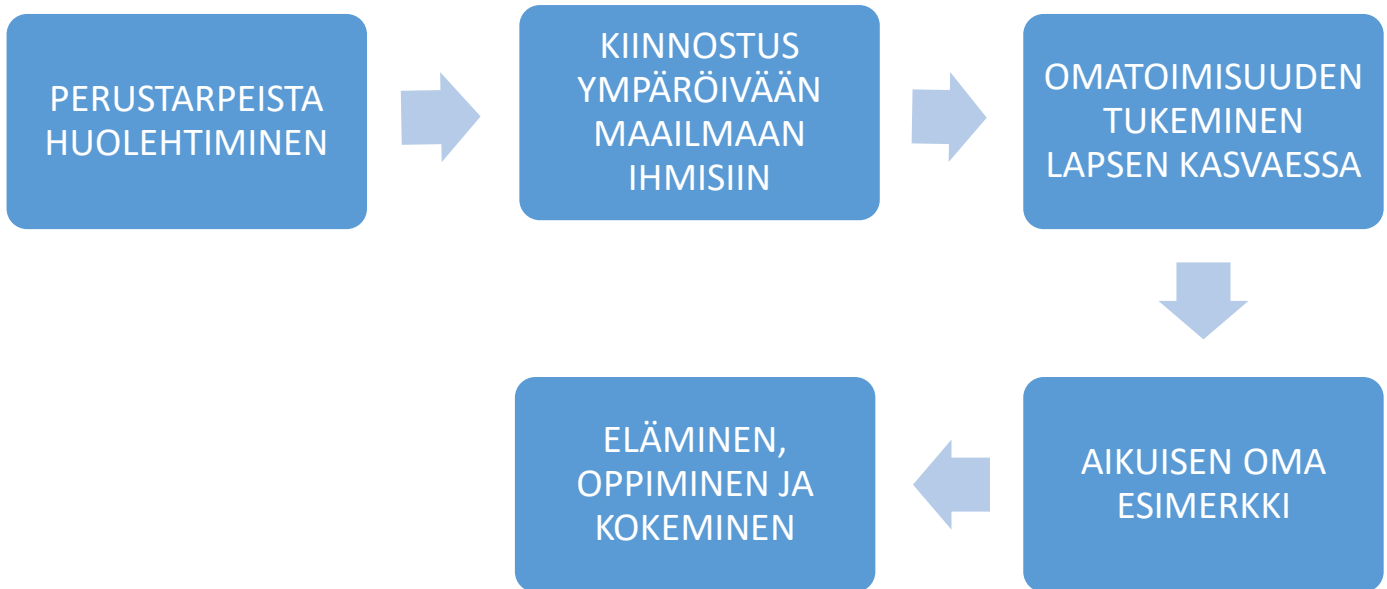 PERUSTARPEISTA
HUOLEHTIMINEN
KIINNOSTUS
YMPÄRÖIVÄÄN
MAAILMAAN
IHMISIIN
OMATOIMISUUDEN
TUKEMINEN
LAPSEN KASVAESSA
AIKUISEN OMA
ESIMERKKI
ELÄMINEN,
OPPIMINEN JA
KOKEMINEN